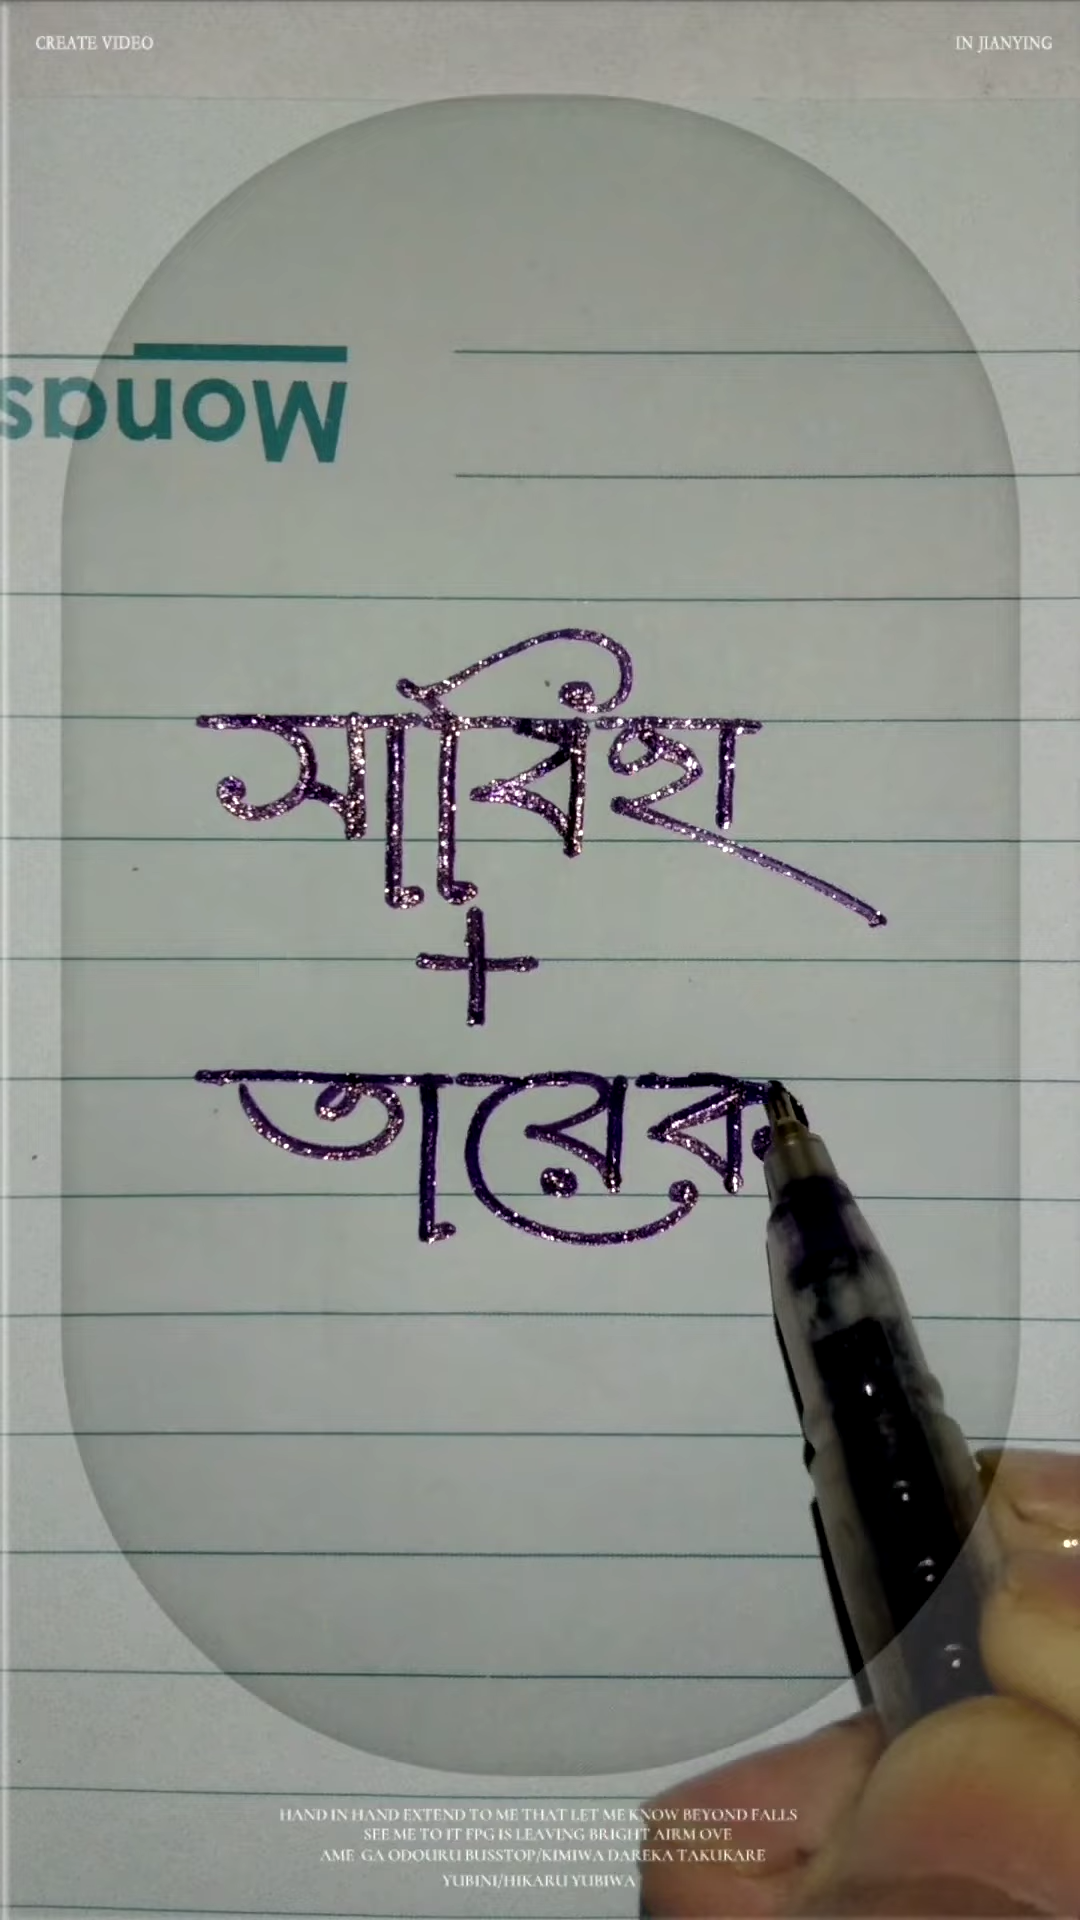 CREATE VIDEO IN JIANYING
Monas
সাবিহা
+
তারেক
HAND IN HAND EXTEND TO ME THAT LET ME KNOW BEYOND FALLS
SEE ME TO IT FPG IS LEAVING BRIGHT AIRM OVE
AME GA ODOURU BUSSTOP/KIMIWA DAREKA TAKUKARE
YUBINI/HIKARU YUBIWA